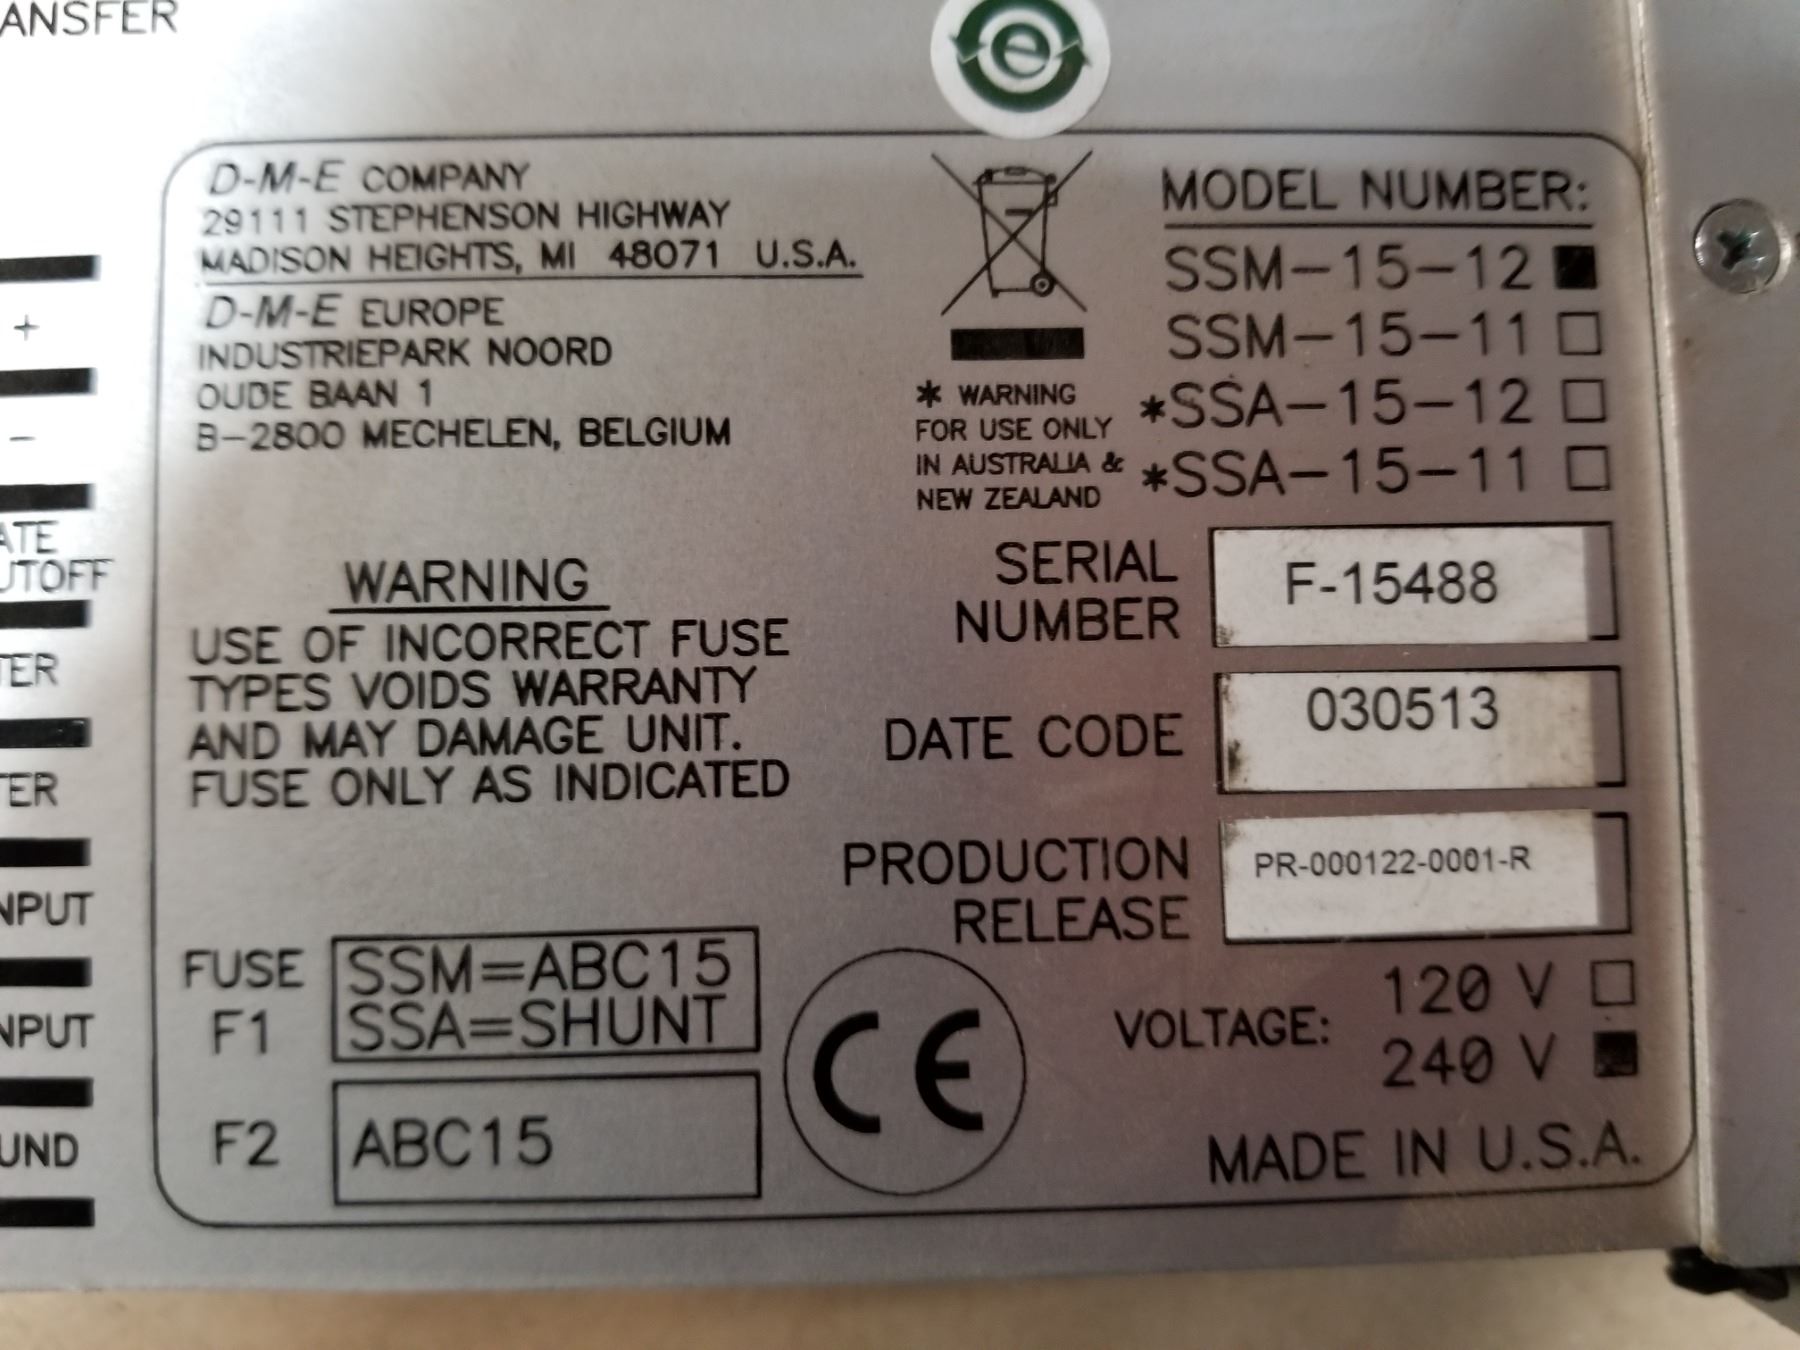 ANSFER
e
D-M-E COMPANY
29111 STEPHENSON HIGHWAY
MADISON HEIGHTS, MI 48071 U.S.A.
D-M-E EUROPE
INDUSTRIEPARK NOORD
OUDE BAAN 1
B-2800 MECHELEN, BELGIUM
* WARNING
FOR USE ONLY
IN AUSTRALIA &
NEW ZEALAND
MODEL NUMBER:
SSM-15-12
SSM-15-11
*SSA-15-12
*SSA-15-11
WARNING
USE OF INCORRECT FUSE
TYPES VOIDS WARRANTY
AND MAY DAMAGE UNIT.
FUSE ONLY AS INDICATED
SERIAL
NUMBER
F-15488
DATE CODE
030513
PRODUCTION
RELEASE
PR-000122-0001-R
FUSE
F1
SSM=ABC15
SSA=SHUNT
F2
ABC15
CE
VOLTAGE:
120 V
240 V
MADE IN U.S.A.
+
-
ATE
UTOFF
TER
TER
NPUT
NPUT
UND